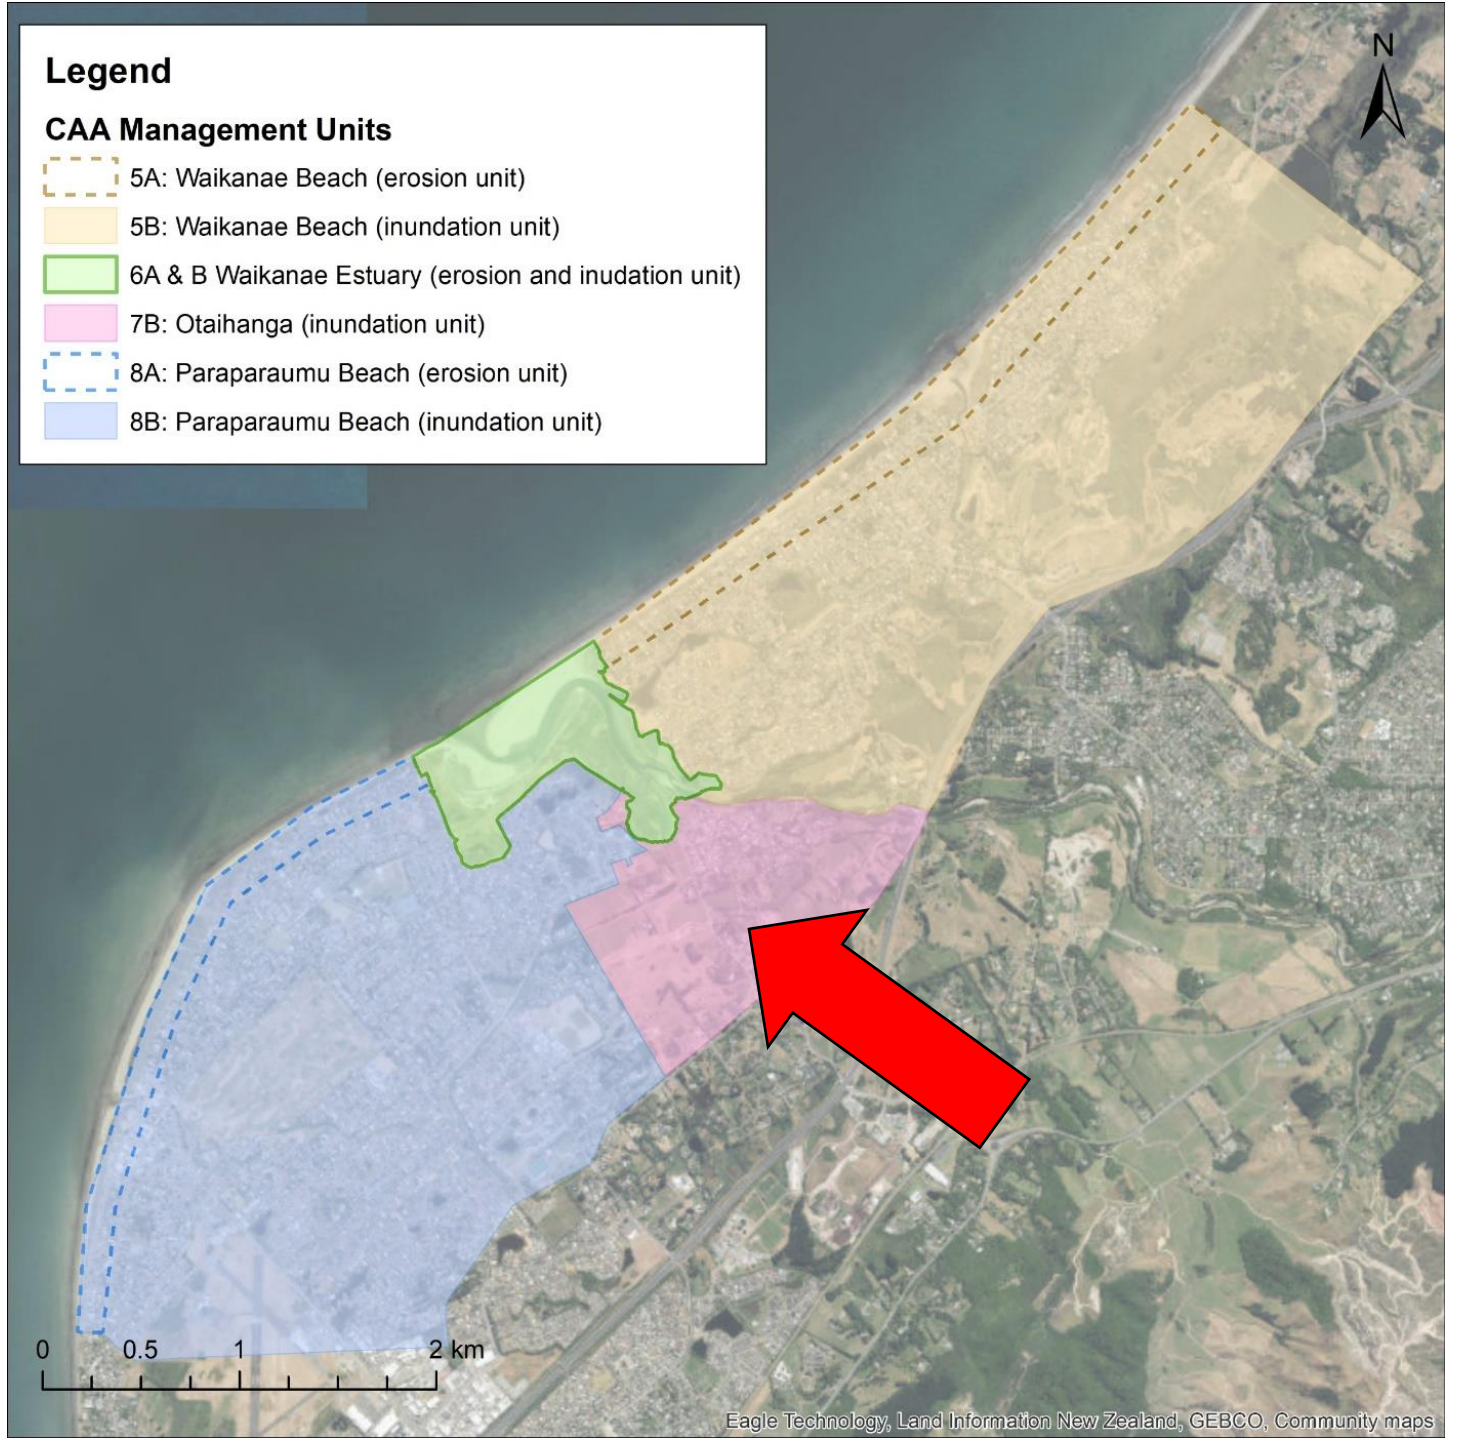 Legend
CAA Management Units
5A: Waikanae Beach (erosion unit)
5B: Waikanae Beach (inundation unit)
6A & B Waikanae Estuary (erosion and inudation unit)
7B: Otaihanga (inundation unit)
8A: Paraparaumu Beach (erosion unit)
8B: Paraparaumu Beach (inundation unit)
N
0 0.5 1 2 km
Eagle Technology, Land Information New Zealand, GEBCO, Community maps